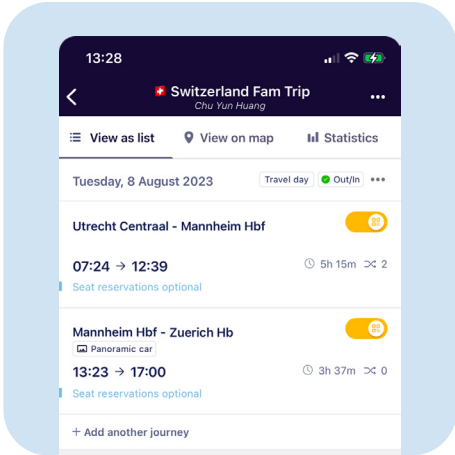 13:28
Switzerland Fam Trip
Chu Yun Huang
View as list View on map Statistics
Tuesday, 8 August 2023 Travel day Out/In
Utrecht Centraal - Mannheim Hbf
07:24 → 12:39 5h 15m 2
Seat reservations optional
Mannheim Hbf - Zuerich Hb
Panoramic car
13:23 → 17:00 3h 37m 0
Seat reservations optional
+ Add another journey